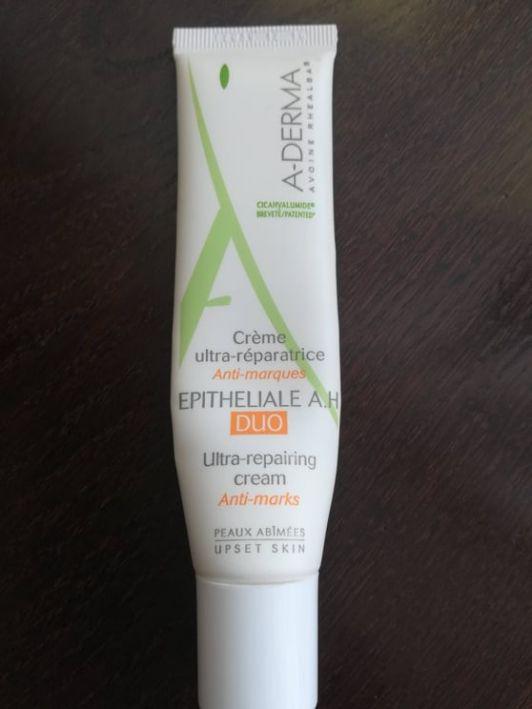 A-DERMA
AVOINE RHEALBA®
CICAHYALUMIDE®
BREVETÉ/PATENTED*
Crème
ultra-réparatrice
Anti-marques
EPITHELIALE A.H
DUO
Ultra-repairing
cream
Anti-marks
PEAUX ABÎMÉES
UPSET SKIN